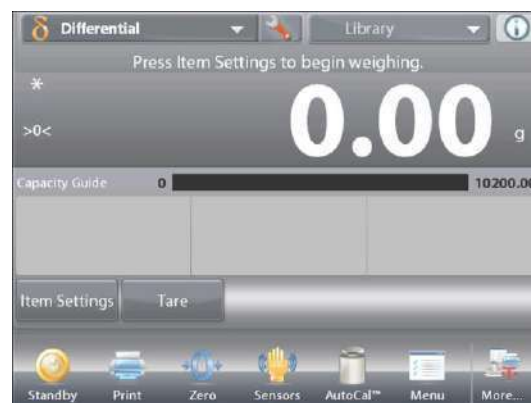 δ Differential Library i
Press Item Settings to begin weighing.
*
>0<
0.00 g
Capacity Guide 0 10200.00
Item Settings Tare
Standby Print Zero Sensors AutoCal™ Menu More...